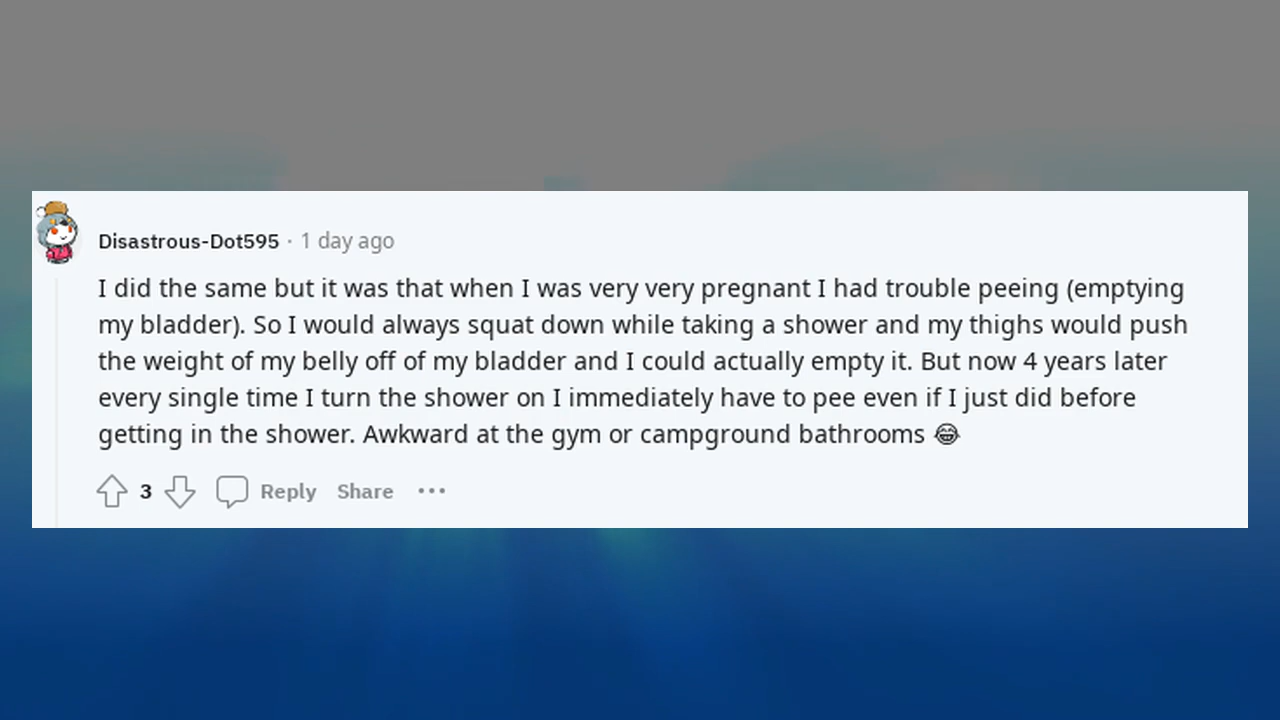 Disastrous-Dot595 · 1 day ago
I did the same but it was that when I was very very pregnant I had trouble peeing (emptying
my bladder). So I would always squat down while taking a shower and my thighs would push
the weight of my belly off of my bladder and I could actually empty it. But now 4 years later
every single time I turn the shower on I immediately have to pee even if I just did before
getting in the shower. Awkward at the gym or campground bathrooms 😂
3 Reply Share ···